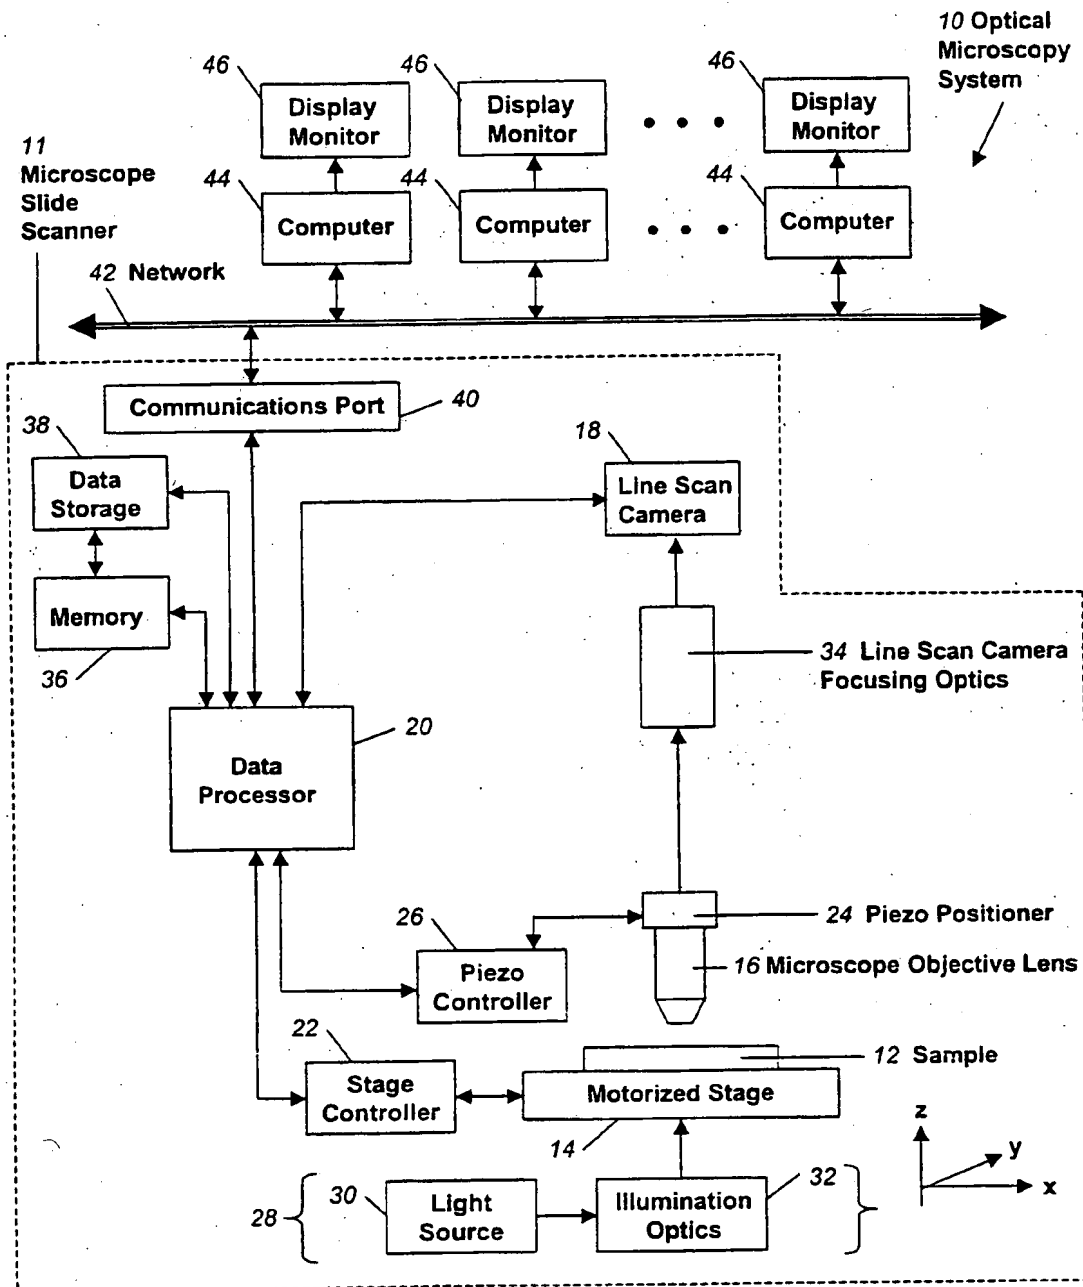 10 Optical
Microscopy
System
46
46
46
Display
Monitor
Display
Monitor
Display
Monitor
11
Microscope
Slide
Scanner
44
44
44
Computer
Computer
Computer
42 Network
Communications Port
40
38
Data
Storage
18
Line Scan
Camera
Memory
36
34 Line Scan Camera
Focusing Optics
20
Data
Processor
26
Piezo
Controller
24 Piezo Positioner
16 Microscope Objective Lens
22
Stage
Controller
12 Sample
Motorized Stage
14
z
y
x
28
30
Light
Source
Illumination
Optics
32